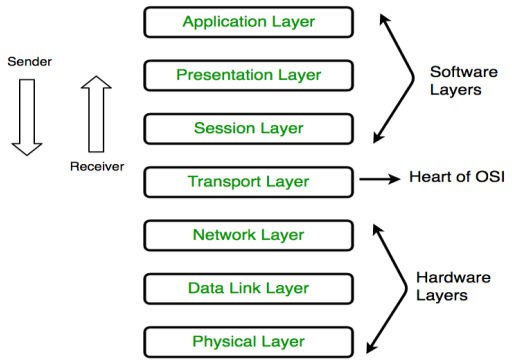 Application Layer
Sender
Presentation Layer
Software
Layers
Session Layer
Receiver
Transport Layer
Heart of OSI
Network Layer
Data Link Layer
Hardware
Layers
Physical Layer